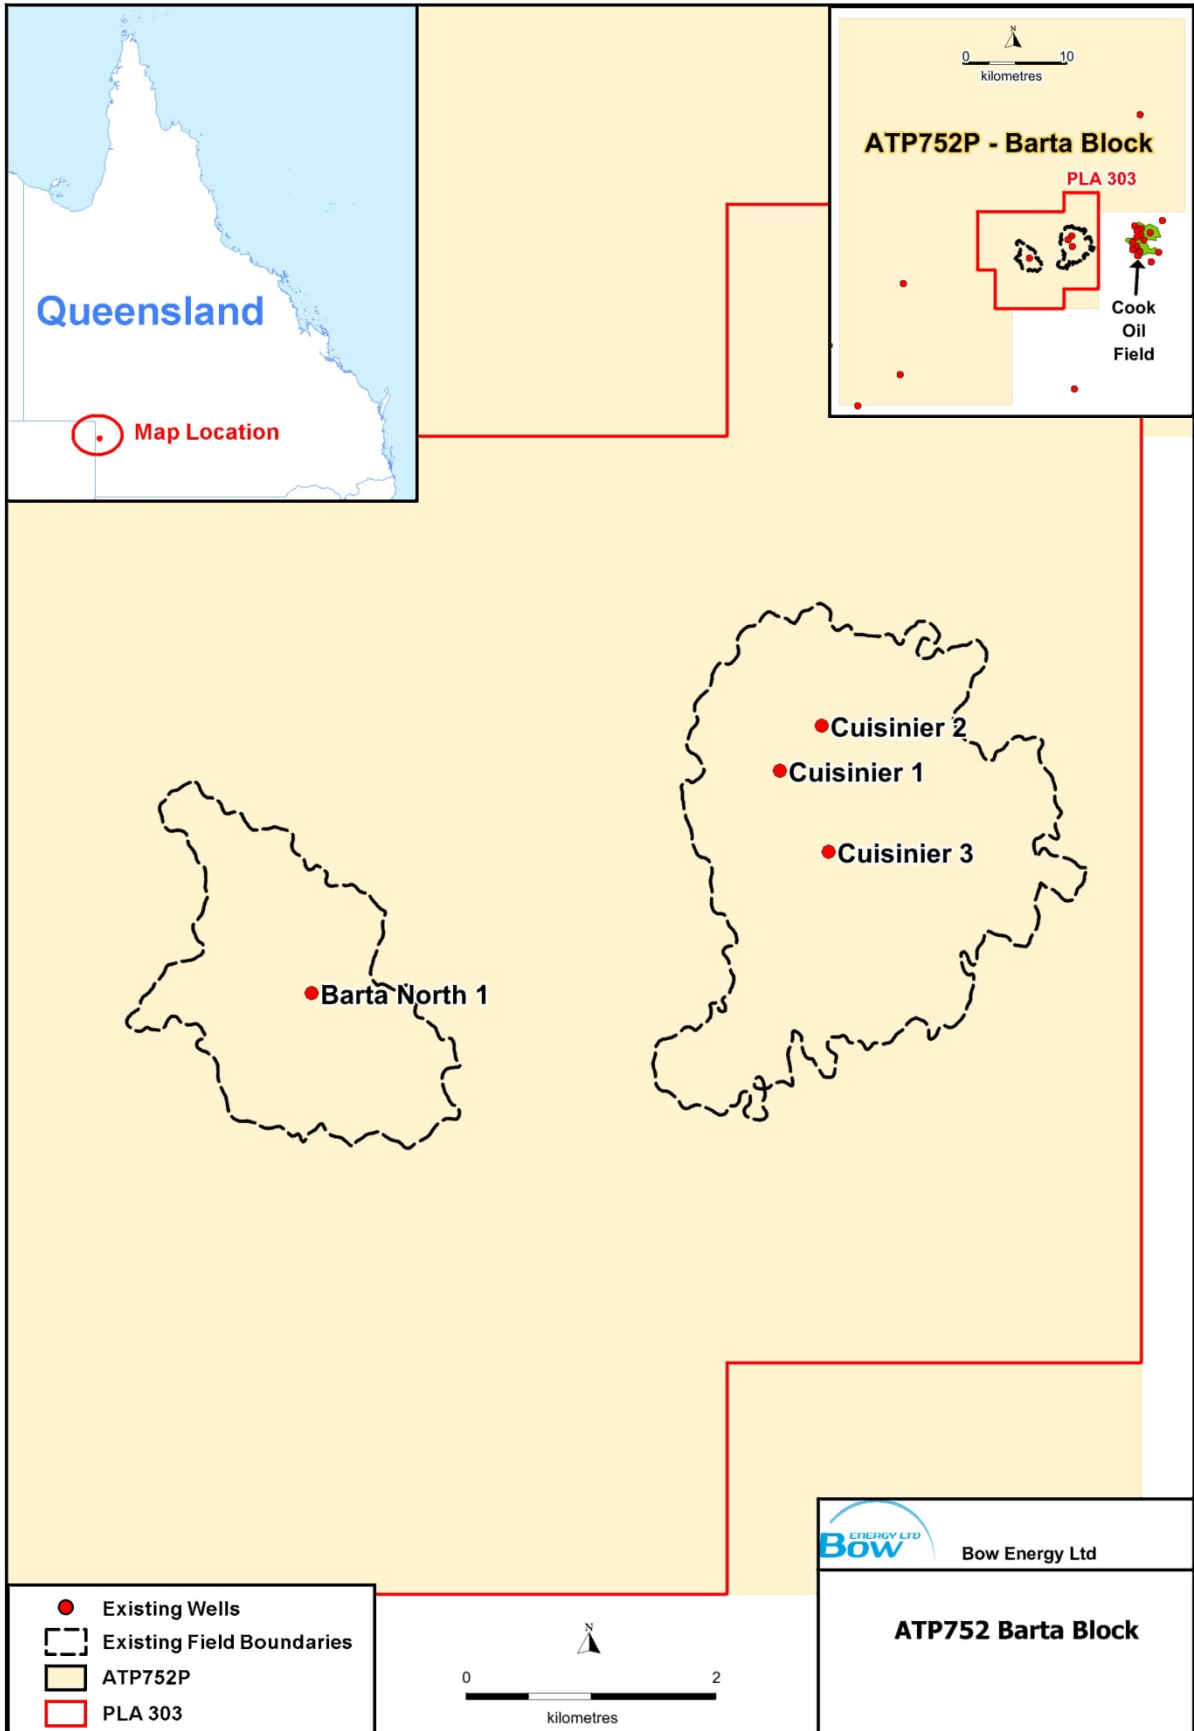 N
0 10
kilometres
ATP752P - Barta Block
PLA 303
Cook
Oil
Field
Queensland
Map Location
Cuisinier 2
Cuisinier 1
Cuisinier 3
Barta North 1
Existing Wells
Existing Field Boundaries
ATP752P
PLA 303
N
0 2
kilometres
ENERGY LTD
BOW
Bow Energy Ltd
ATP752 Barta Block